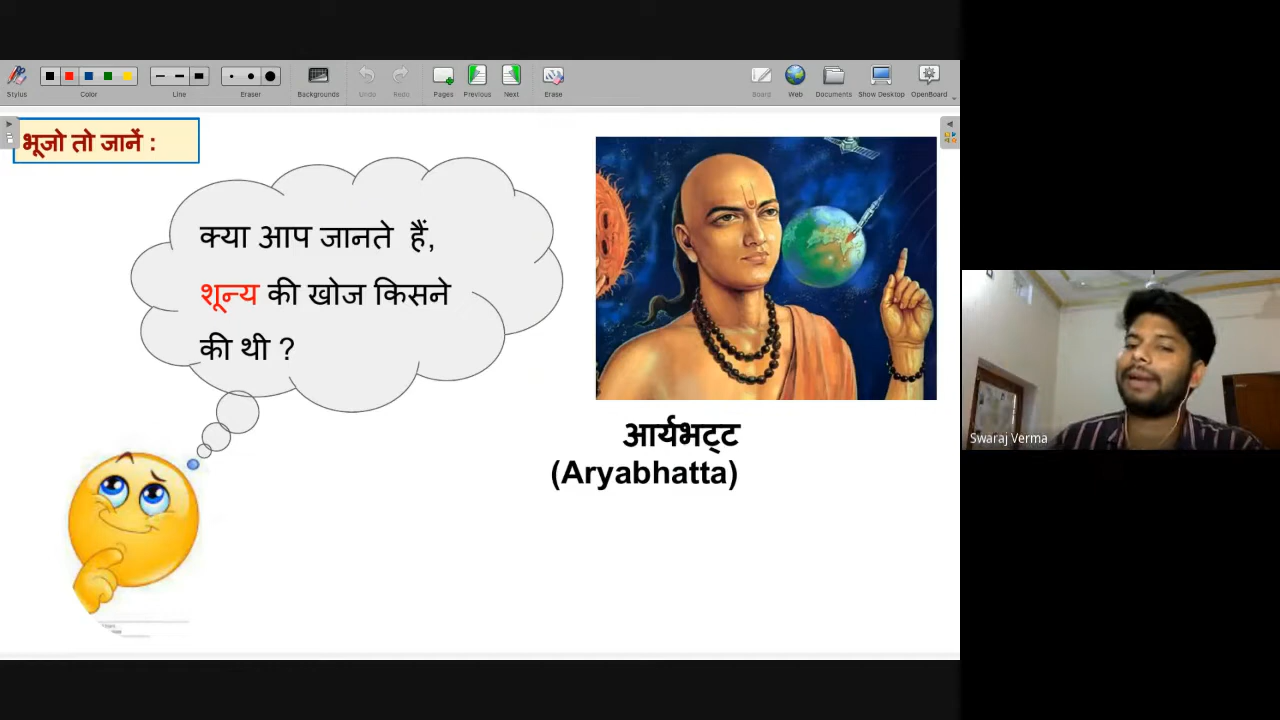 Stylus
Color
Line
Eraser
Backgrounds
Undo
Redo
Pages
Previous
Next
Erase
Board
Web
Documents
Show Desktop
OpenBoard
भूजो तो जानें :
क्या आप जानते हैं,
शून्य की खोज किसने
की थी ?
आर्यभट्ट
(Aryabhatta)
Swaraj Verma